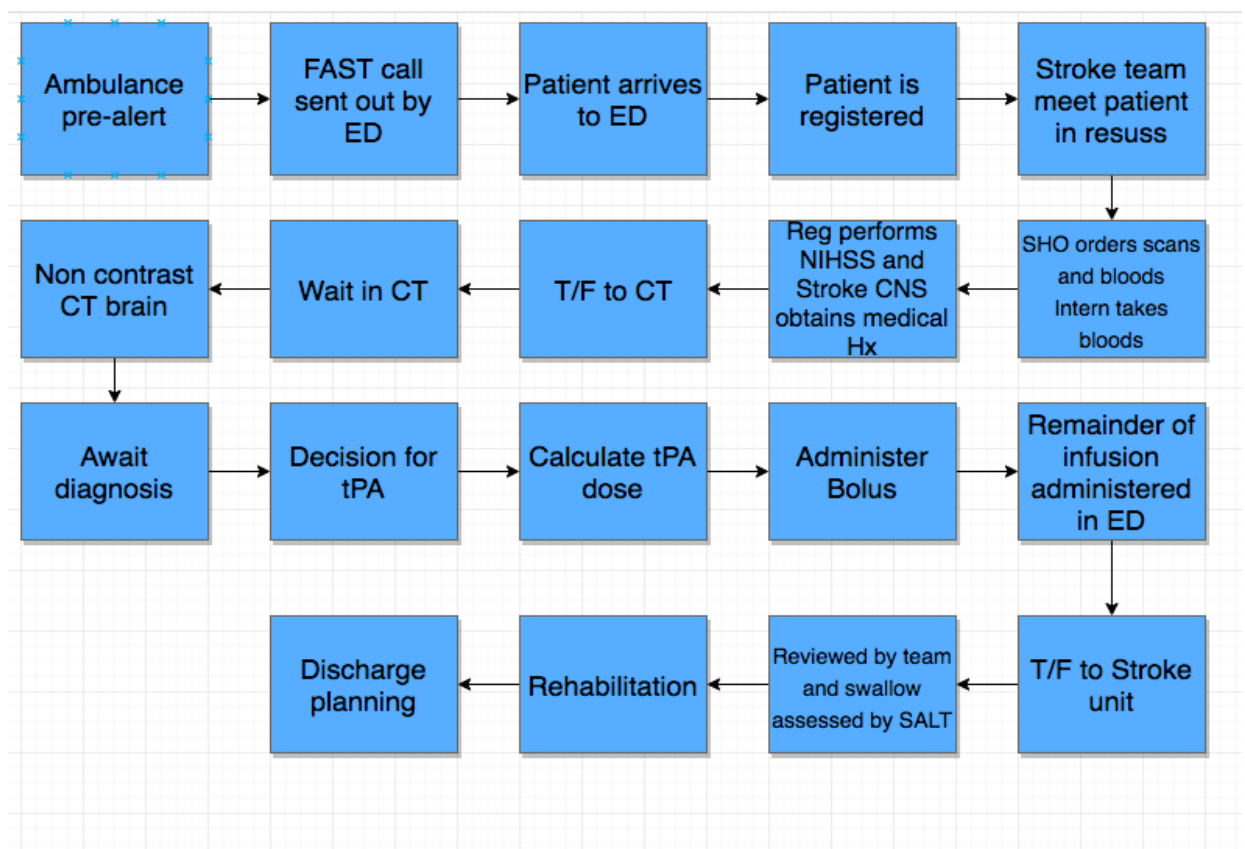 Ambulance
pre-alert
FAST call
sent out by
ED
Patient arrives
to ED
Patient is
registered
Stroke team
meet patient
in resuss
SHO orders scans
and bloods
Intern takes
bloods
Reg performs
NIHSS and
Stroke CNS
obtains medical
Hx
T/F to CT
Wait in CT
Non contrast
CT brain
Await
diagnosis
Decision for
tPA
Calculate tPA
dose
Administer
Bolus
Remainder of
infusion
administered
in ED
T/F to Stroke
unit
Reviewed by team
and swallow
assessed by SALT
Rehabilitation
Discharge
planning